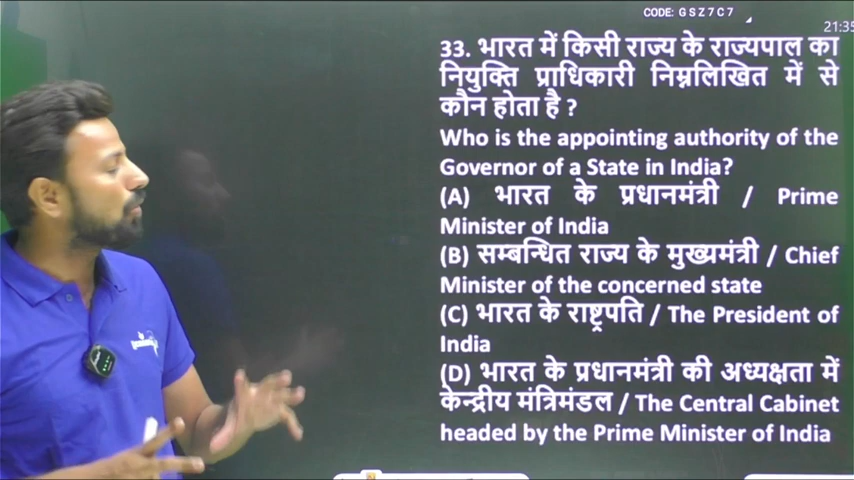 CODE: G S Z 7 C 7
21:35
33. भारत में किसी राज्य के राज्यपाल का
नियुक्ति प्राधिकारी निम्नलिखित में से
कौन होता है ?
Who is the appointing authority of the
Governor of a State in India?
(A) भारत के प्रधानमंत्री / Prime
Minister of India
(B) सम्बन्धित राज्य के मुख्यमंत्री / Chief
Minister of the concerned state
(C) भारत के राष्ट्रपति / The President of
India
(D) भारत के प्रधानमंत्री की अध्यक्षता में
केन्द्रीय मंत्रिमंडल / The Central Cabinet
headed by the Prime Minister of India